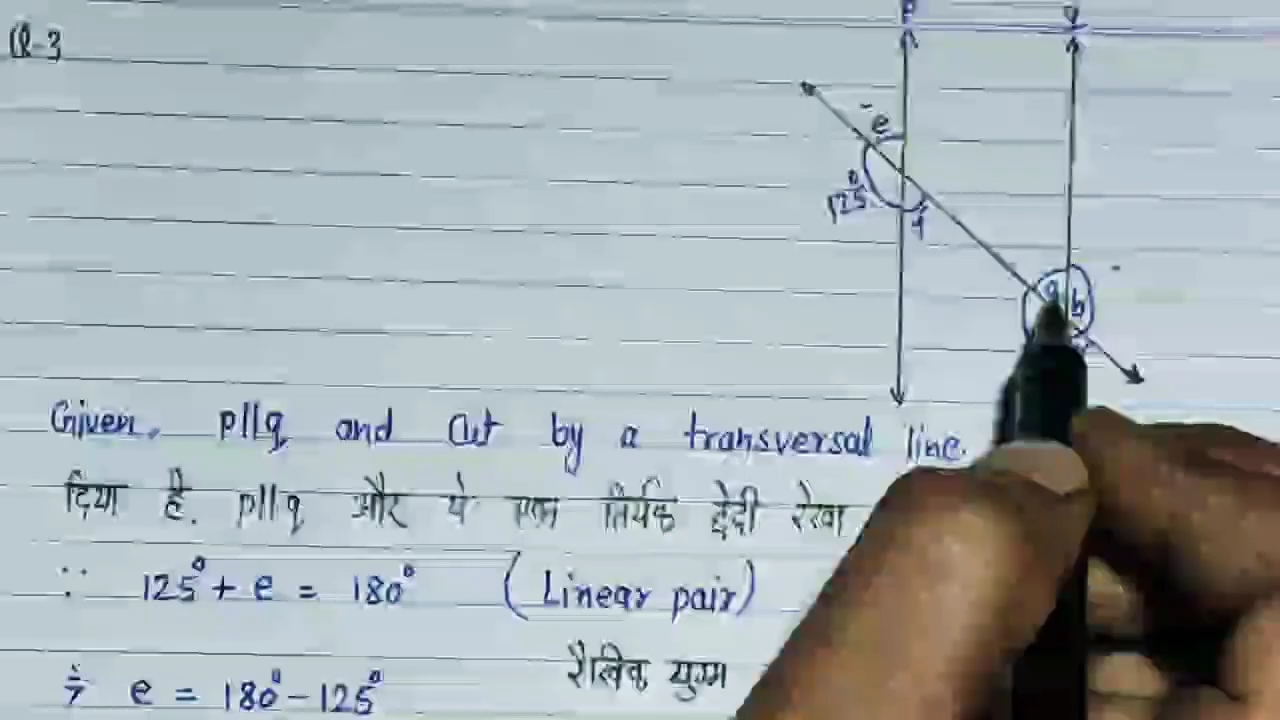 Q-3
p q
e
125°
f
a b
Given, p||q and cut by a transversal line.
दिया है. p||q और ये एक तिर्यक छेदी रेखा
∵ 125° + e = 180° (Linear pair)
रैखिक युग्म
e = 180° - 125°